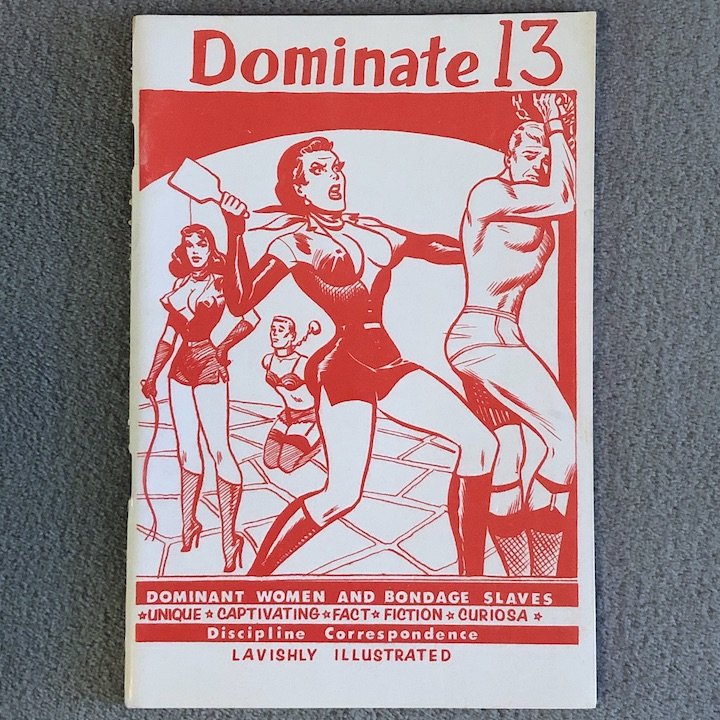 Dominate 13
DOMINANT WOMEN AND BONDAGE SLAVES
☆UNIQUE☆CAPTIVATING☆FACT☆FICTION☆CURIOSA☆
Discipline Correspondence
LAVISHLY ILLUSTRATED